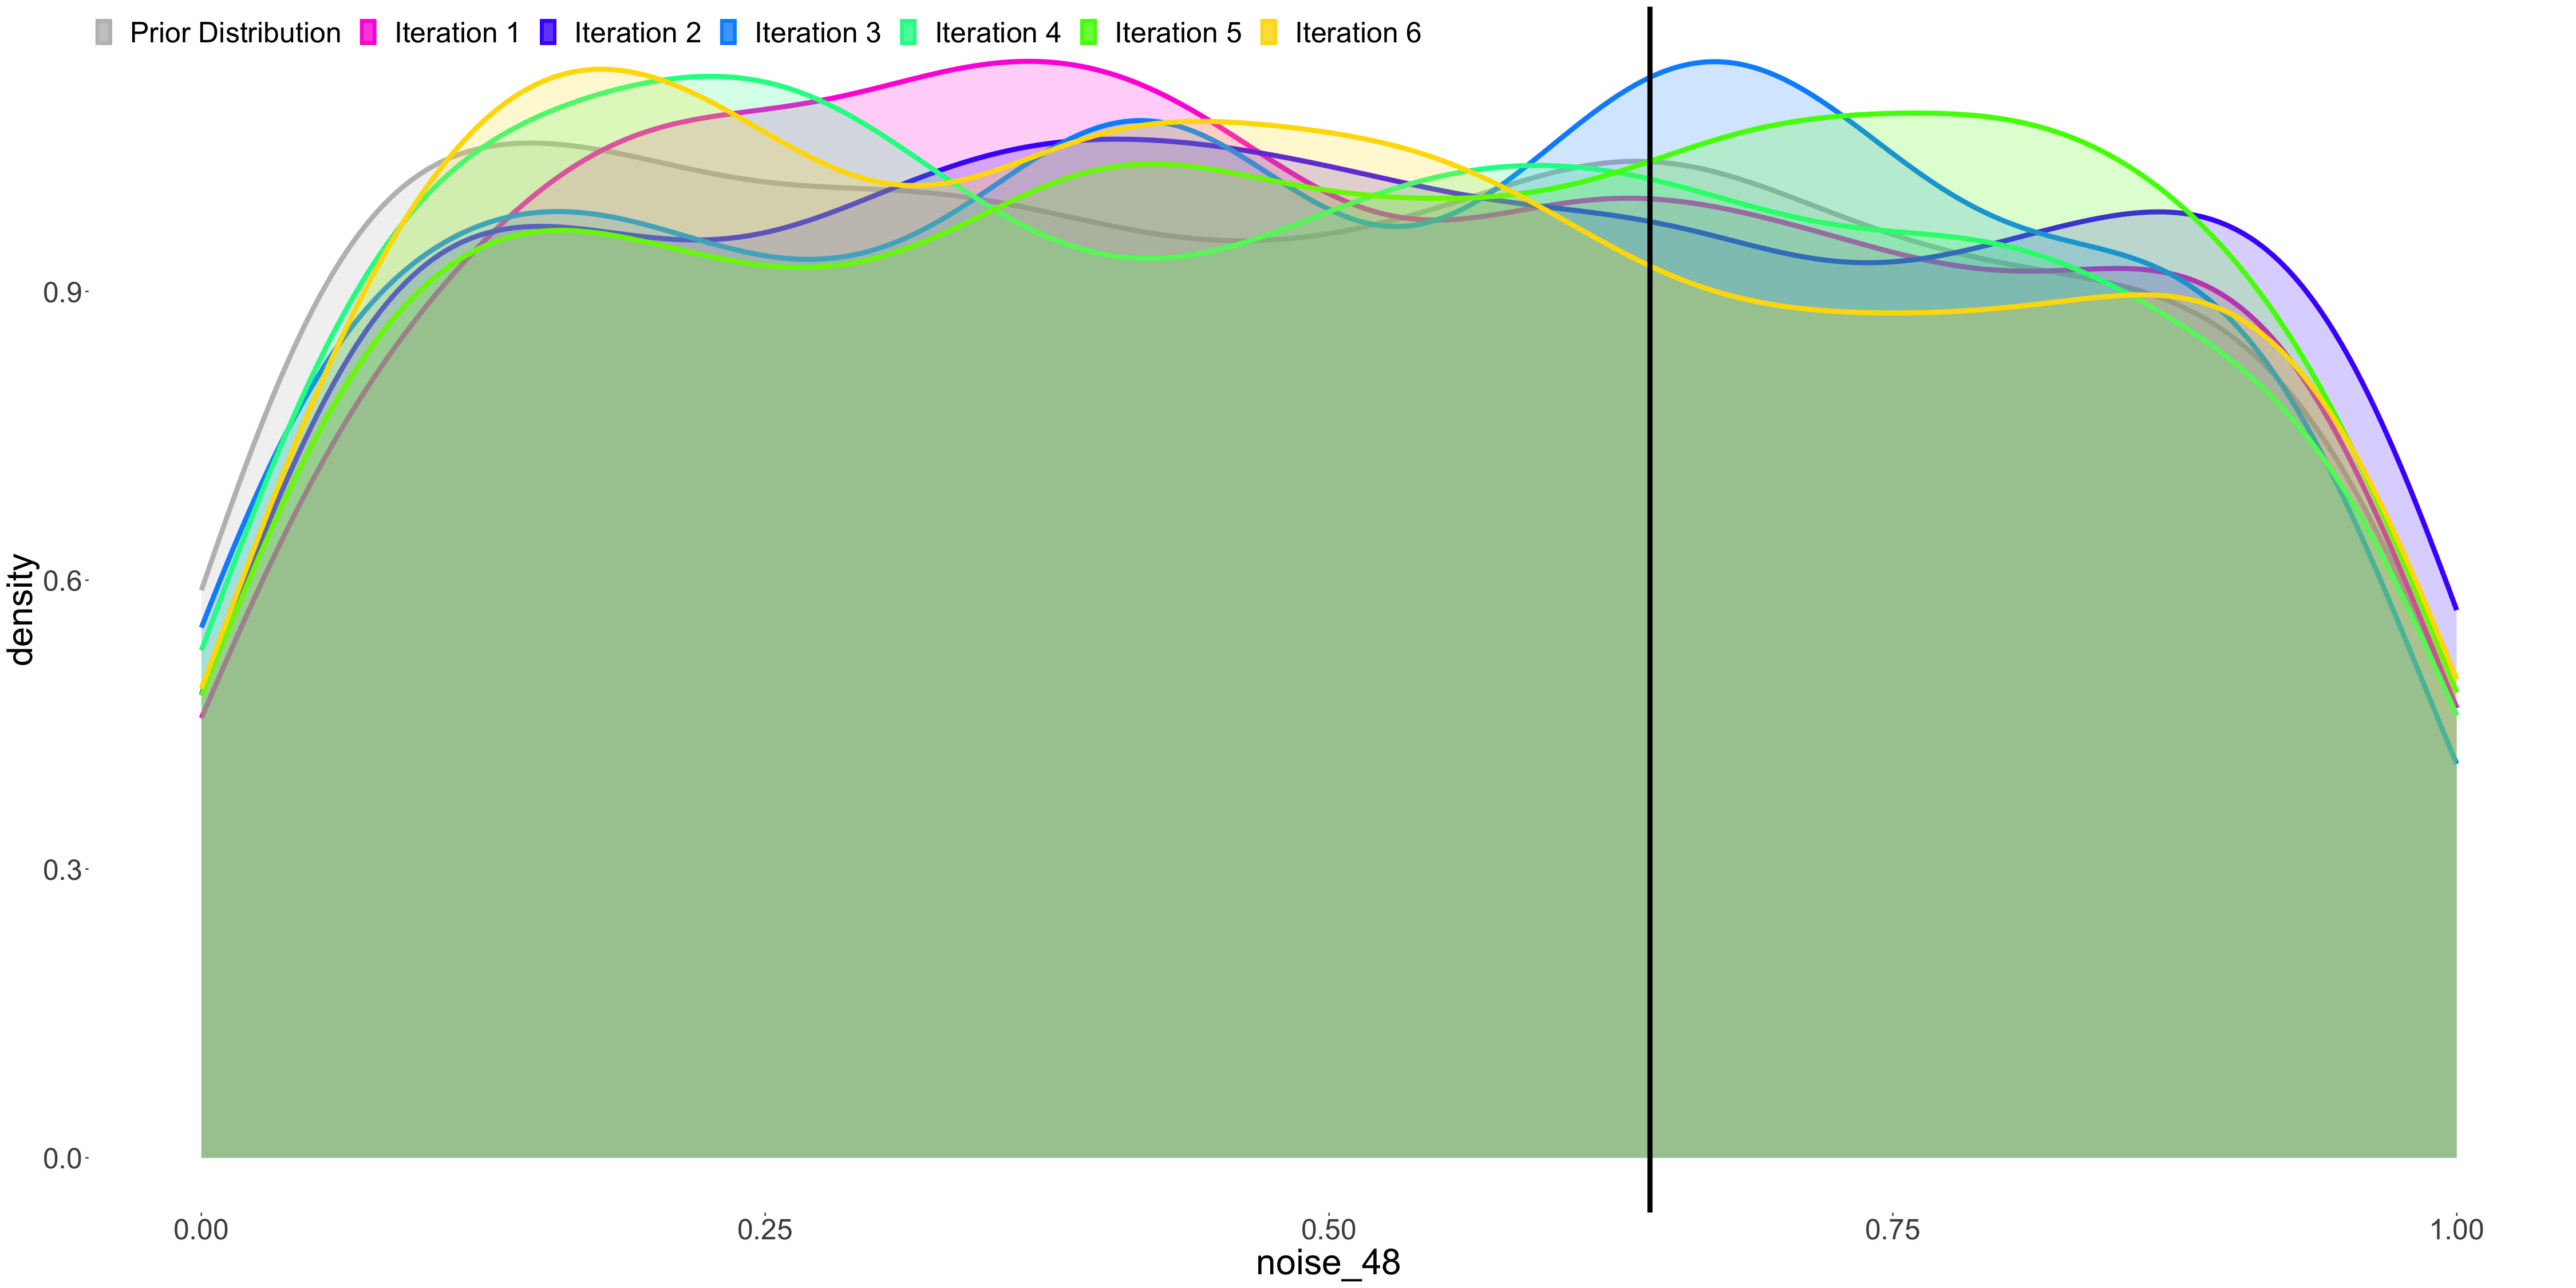 Prior Distribution Iteration 1 Iteration 2 Iteration 3 Iteration 4 Iteration 5 Iteration 6
density
0.9
0.6
0.3
0.0
0.00 0.25 0.50 0.75 1.00
noise_48